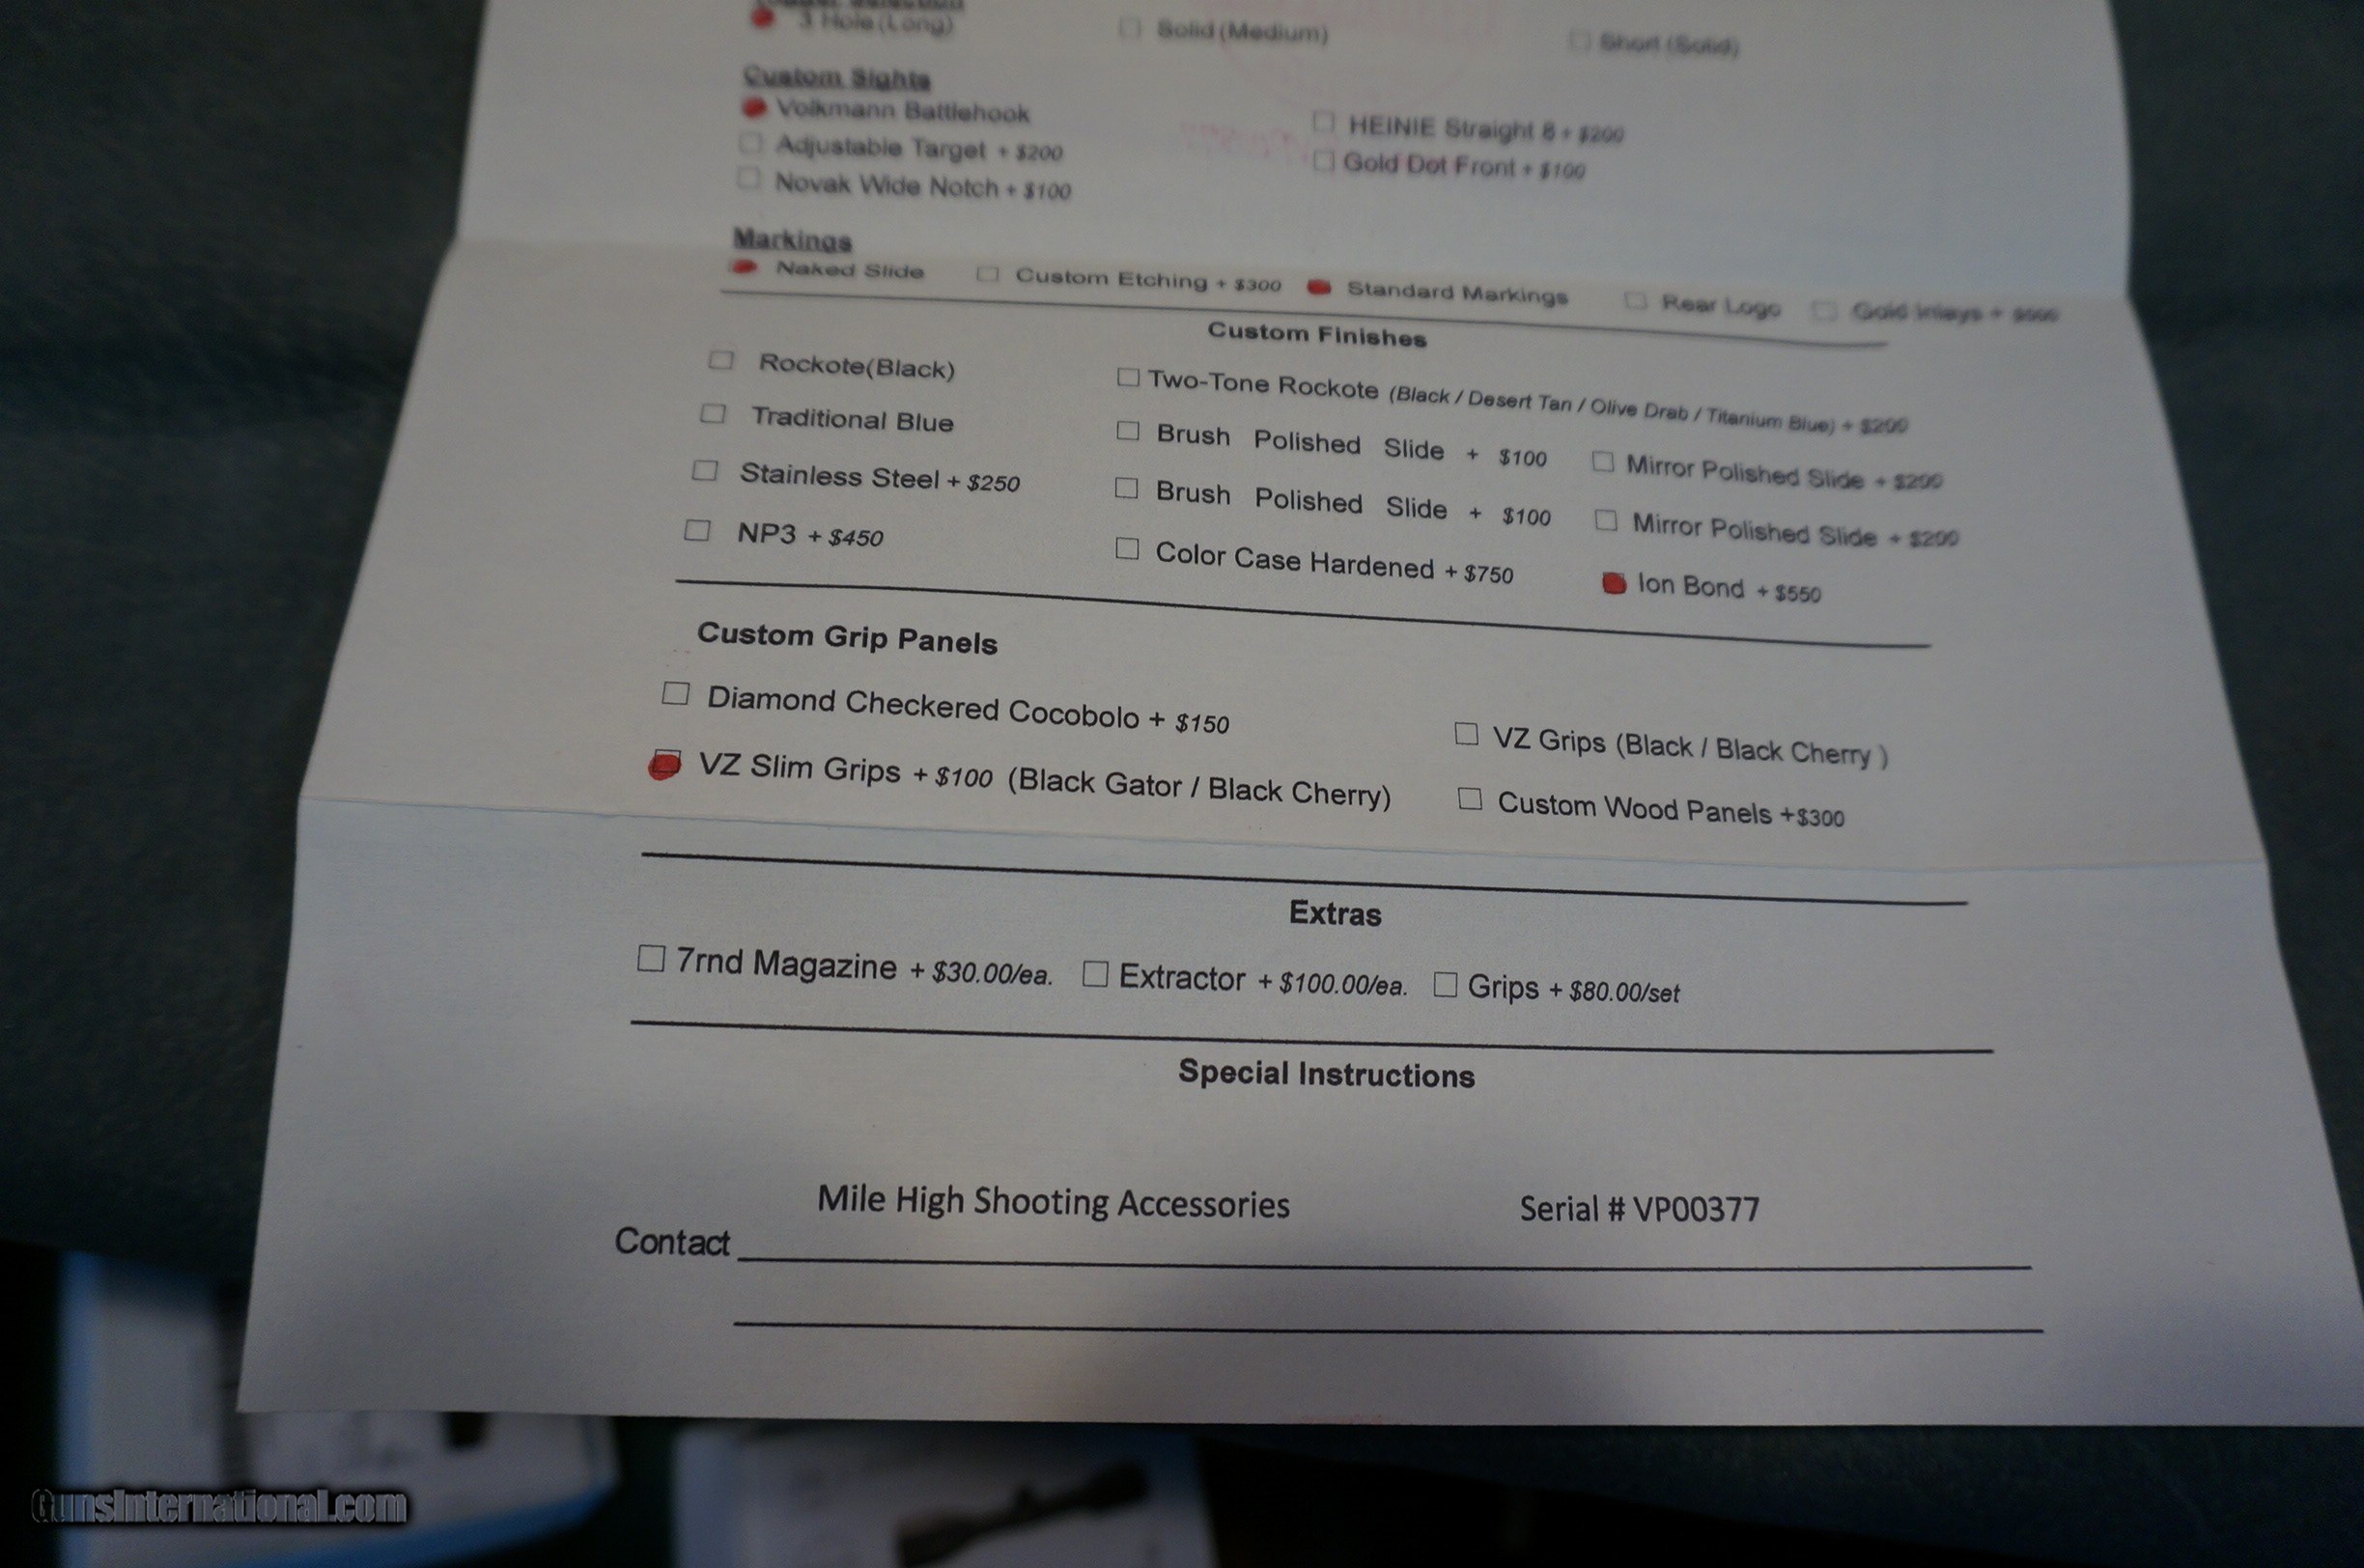 3 Hole (Long) Solid (Medium) Short (Solid)
Custom Sights
Volkmann Battlehook
HEINIE Straight 8 + $200
Adjustable Target + $200
Gold Dot Front + $100
Novak Wide Notch + $100
Markings
Naked Slide Custom Etching + $300 Standard Markings Rear Logo Gold Inlays +
Custom Finishes
Rockote(Black)
Two-Tone Rockote (Black / Desert Tan / Olive Drab / Titanium Blue) + $200
Traditional Blue
Brush Polished Slide + $100 Mirror Polished Slide + $200
Stainless Steel + $250
Brush Polished Slide + $100 Mirror Polished Slide + $200
NP3 + $450
Color Case Hardened + $750 Ion Bond + $550
Custom Grip Panels
Diamond Checkered Cocobolo + $150
VZ Grips (Black / Black Cherry )
VZ Slim Grips + $100 (Black Gator / Black Cherry)
Custom Wood Panels +$300
Extras
7rnd Magazine + $30.00/ea. Extractor + $100.00/ea. Grips + $80.00/set
Special Instructions
Mile High Shooting Accessories Serial # VP00377
Contact
GunsInternational.com